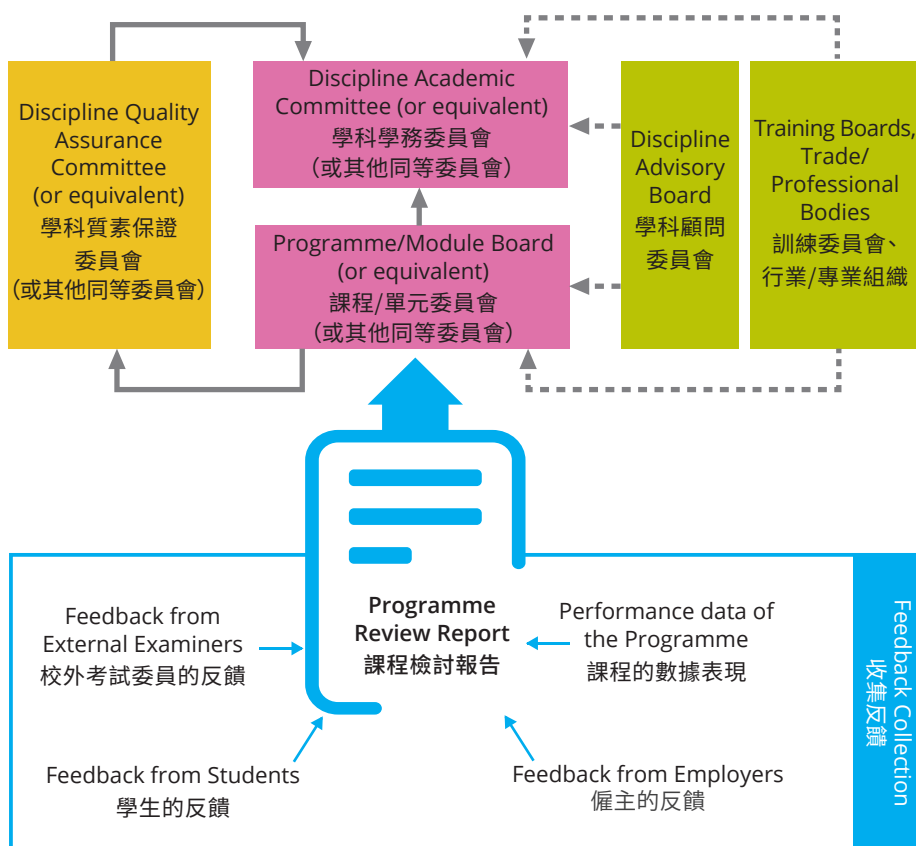 Discipline Quality
Assurance
Committee
(or equivalent)
學科質素保證
委員會
（或其他同等委員會）
Discipline Academic
Committee (or equivalent)
學科學務委員會
（或其他同等委員會）
Programme/Module Board
(or equivalent)
課程/單元委員會
（或其他同等委員會）
Discipline
Advisory
Board
學科顧問
委員會
Training Boards,
Trade/
Professional
Bodies
訓練委員會、
行業/專業組織
Programme
Review Report
課程檢討報告
Feedback from
External Examiners
校外考試委員的反饋
Performance data of
the Programme
課程的數據表現
Feedback from Students
學生的反饋
Feedback from Employers
僱主的反饋
Feedback Collection
收集反饋